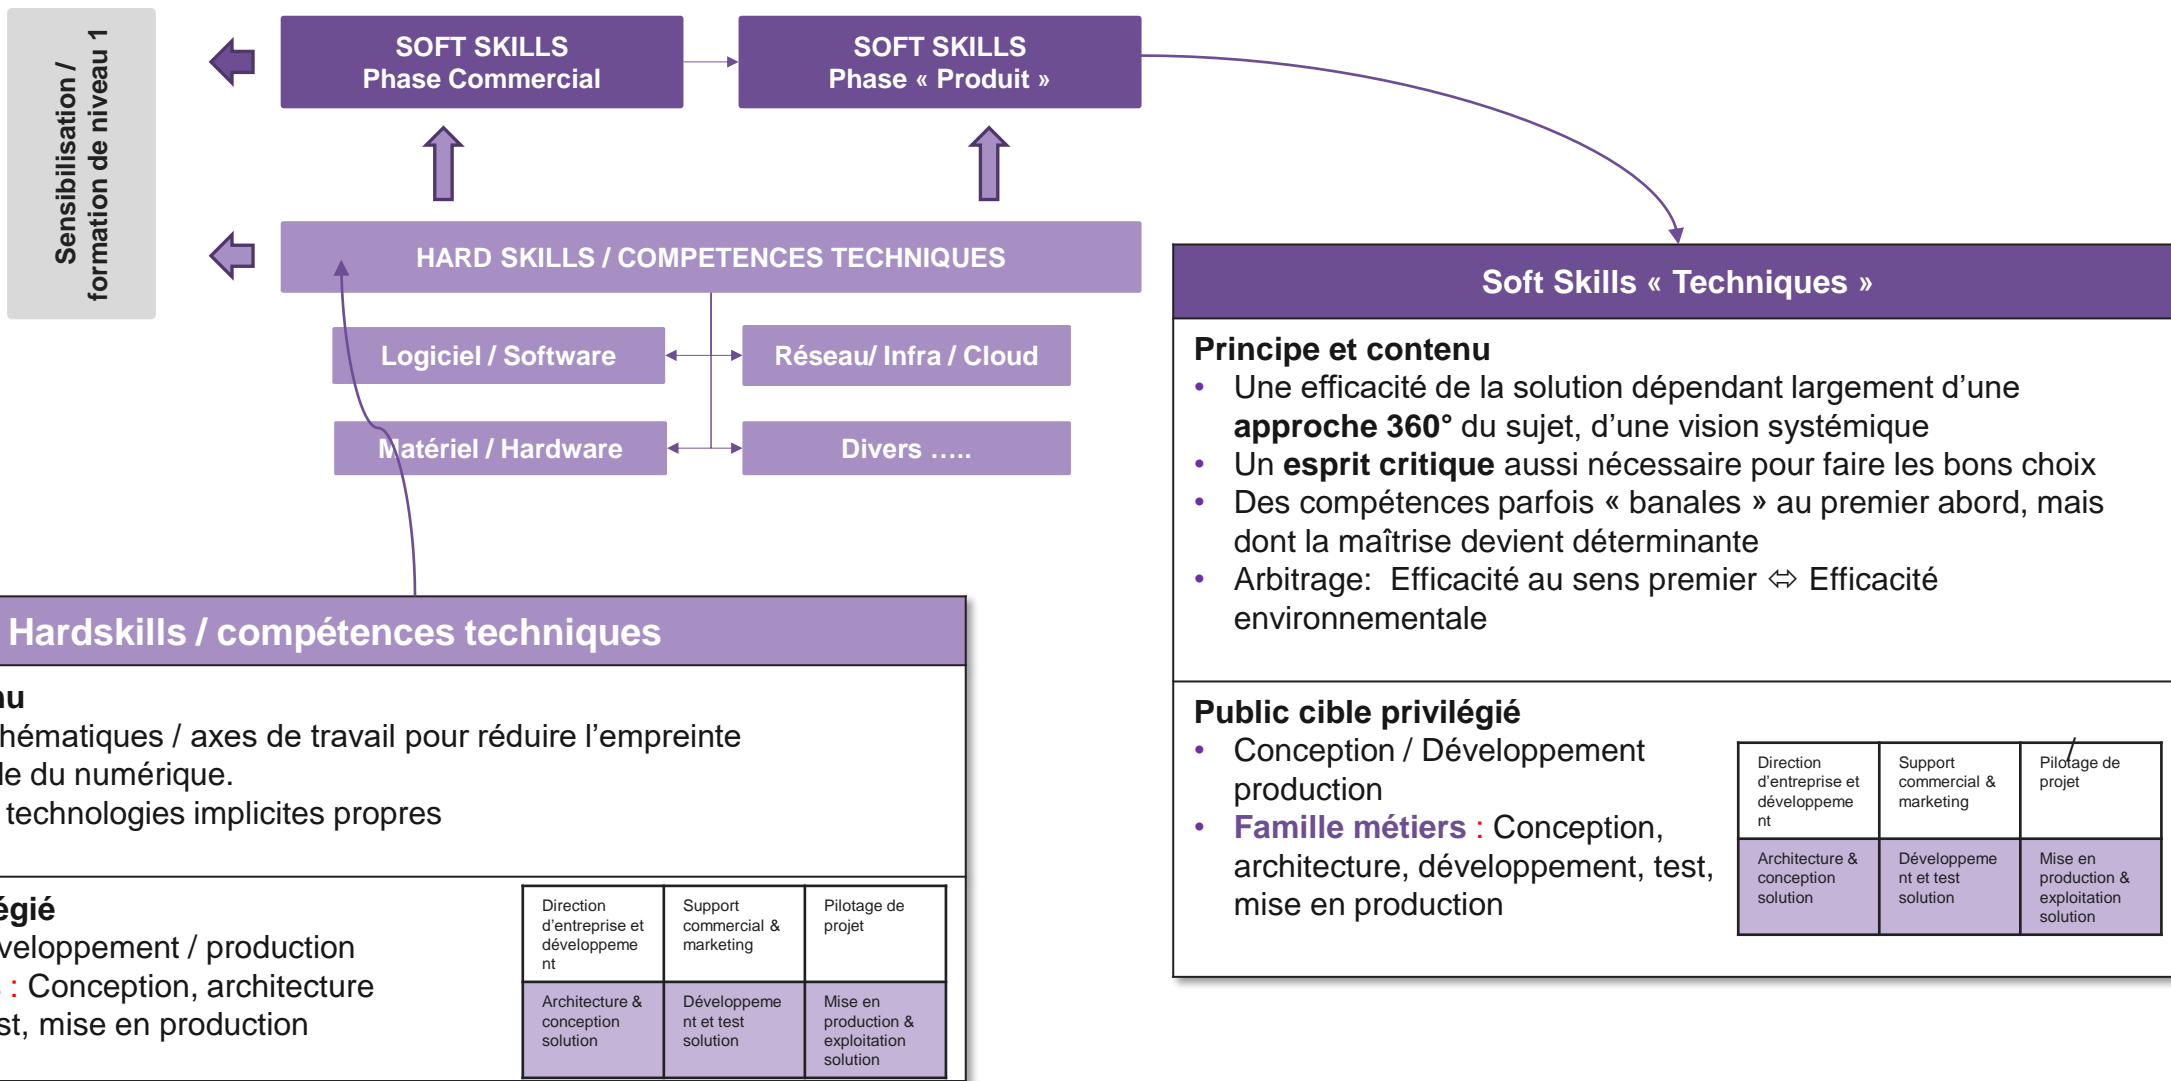 Sensibilisation /
formation de niveau 1
SOFT SKILLS
Phase Commercial
SOFT SKILLS
Phase « Produit »
HARD SKILLS / COMPETENCES TECHNIQUES
Logiciel / Software
Réseau/ Infra / Cloud
Matériel / Hardware
Divers …..
Soft Skills « Techniques »
Principe et contenu
• Une efficacité de la solution dépendant largement d’une
approche 360° du sujet, d’une vision systémique
• Un esprit critique aussi nécessaire pour faire les bons choix
• Des compétences parfois « banales » au premier abord, mais
dont la maîtrise devient déterminante
• Arbitrage: Efficacité au sens premier ⬄ Efficacité
environnementale
Public cible privilégié
• Conception / Développement /
production
• Famille métiers : Conception,
architecture, développement, test,
mise en production
Direction
d’entreprise et
développeme
nt
Support
commercial &
marketing
Pilotage de
projet
Architecture &
conception
solution
Développeme
nt et test
solution
Mise en
production &
exploitation
solution
Hardskills / compétences techniques
nu
hématiques / axes de travail pour réduire l’empreinte
le du numérique.
technologies implicites propres
égié
veloppement / production
s : Conception, architecture
st, mise en production
Direction
d’entreprise et
développeme
nt
Support
commercial &
marketing
Pilotage de
projet
Architecture &
conception
solution
Développeme
nt et test
solution
Mise en
production &
exploitation
solution